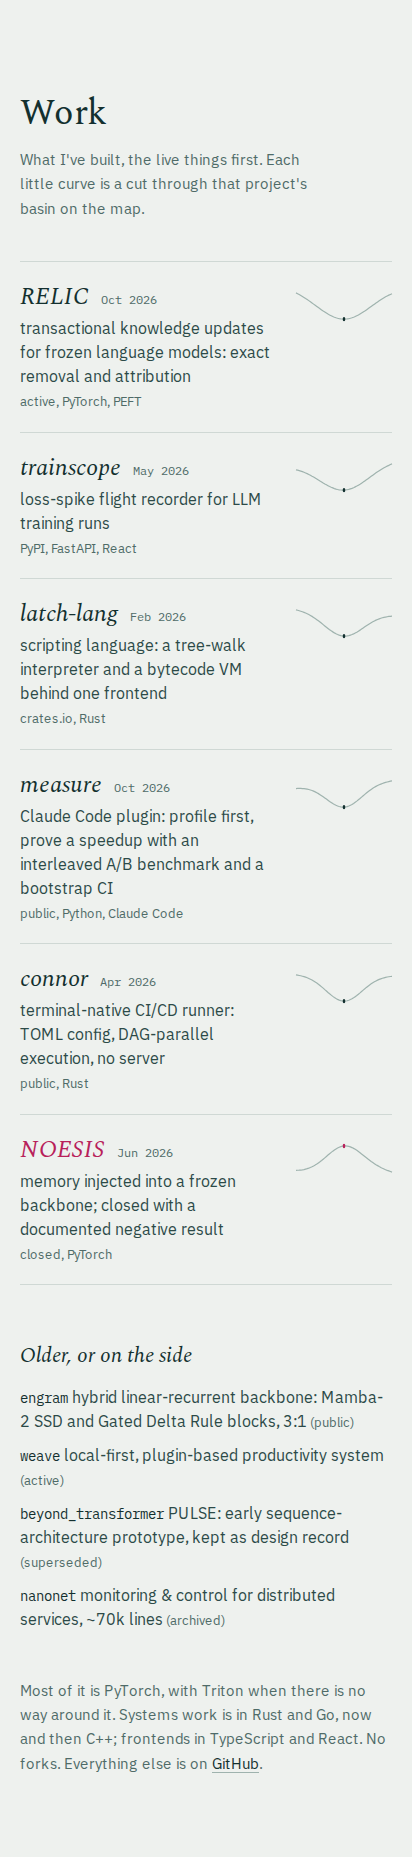 Work
What I've built, the live things first. Each
little curve is a cut through that project's
basin on the map.
RELIC Oct 2026
transactional knowledge updates
for frozen language models: exact
removal and attribution
active, PyTorch, PEFT
trainscope May 2026
loss-spike flight recorder for LLM
training runs
PyPI, FastAPI, React
latch-lang Feb 2026
scripting language: a tree-walk
interpreter and a bytecode VM
behind one frontend
crates.io, Rust
measure Oct 2026
Claude Code plugin: profile first,
prove a speedup with an
interleaved A/B benchmark and a
bootstrap CI
public, Python, Claude Code
connor Apr 2026
terminal-native CI/CD runner:
TOML config, DAG-parallel
execution, no server
public, Rust
NOESIS Jun 2026
memory injected into a frozen
backbone; closed with a
documented negative result
closed, PyTorch
Older, or on the side
engram hybrid linear-recurrent backbone: Mamba-
2 SSD and Gated Delta Rule blocks, 3:1 (public)
weave local-first, plugin-based productivity system
(active)
beyond_transformer PULSE: early sequence-
architecture prototype, kept as design record
(superseded)
nanonet monitoring & control for distributed
services, ~70k lines (archived)
Most of it is PyTorch, with Triton when there is no
way around it. Systems work is in Rust and Go, now
and then C++; frontends in TypeScript and React. No
forks. Everything else is on GitHub.